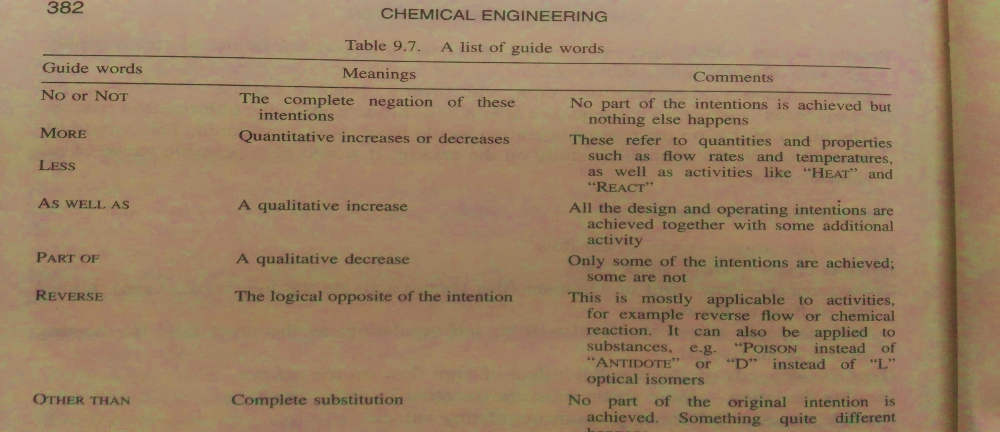 382
CHEMICAL ENGINEERING
Table 9.7. A list of guide words
Guide words Meanings Comments
No or Not The complete negation of these No part of the intentions is achieved but
intentions nothing else happens
More Quantitative increases or decreases These refer to quantities and properties
such as flow rates and temperatures,
Less as well as activities like “Heat” and
“React”
As well as A qualitative increase All the design and operating intentions are
achieved together with some additional
activity
Part of A qualitative decrease Only some of the intentions are achieved;
some are not
Reverse The logical opposite of the intention This is mostly applicable to activities,
for example reverse flow or chemical
reaction. It can also be applied to
substances, e.g. “Poison instead of
“Antidote” or “D” instead of “L”
optical isomers
Other than Complete substitution No part of the original intention is
achieved. Something quite different